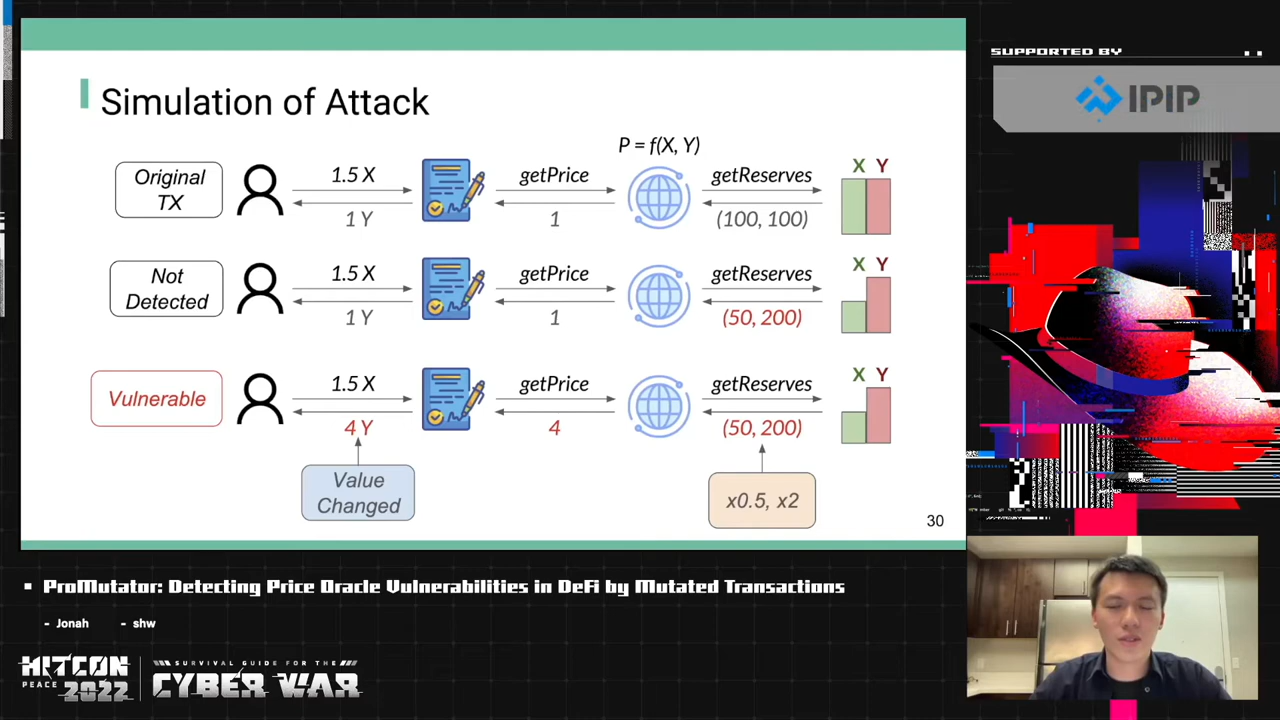 SUPPORTED BY
IPIP
Simulation of Attack
P = f(X, Y)
Original
TX
1.5 X
1 Y
getPrice
1
getReserves
(100, 100)
X Y
Not
Detected
1.5 X
1 Y
getPrice
1
getReserves
(50, 200)
X Y
Vulnerable
1.5 X
4 Y
getPrice
4
getReserves
(50, 200)
X Y
Value
Changed
x0.5, x2
30
ProMutator: Detecting Price Oracle Vulnerabilities in DeFi by Mutated Transactions
- Jonah - shw
HITCON
PEACE 2022
SURVIVAL GUIDE FOR THE
CYBER WAR